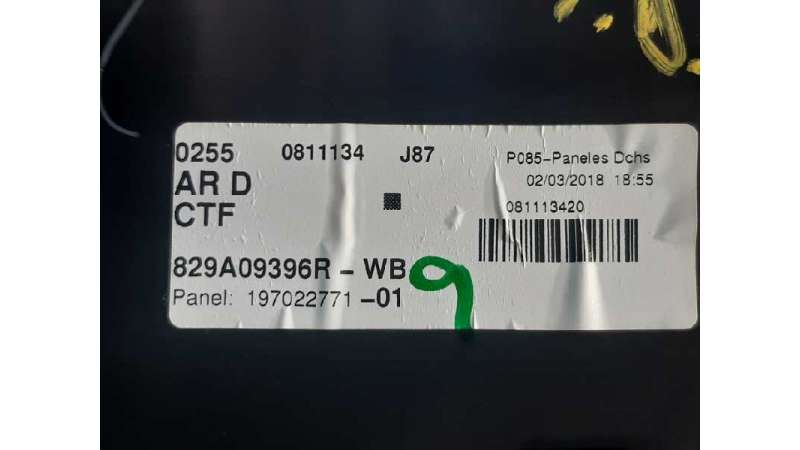 0255 0811134 J87 P085-Paneles Dchs
AR D 02/03/2018 18:55
CTF 081113420
829A09396R - WB 9
Panel: 197022771 -01